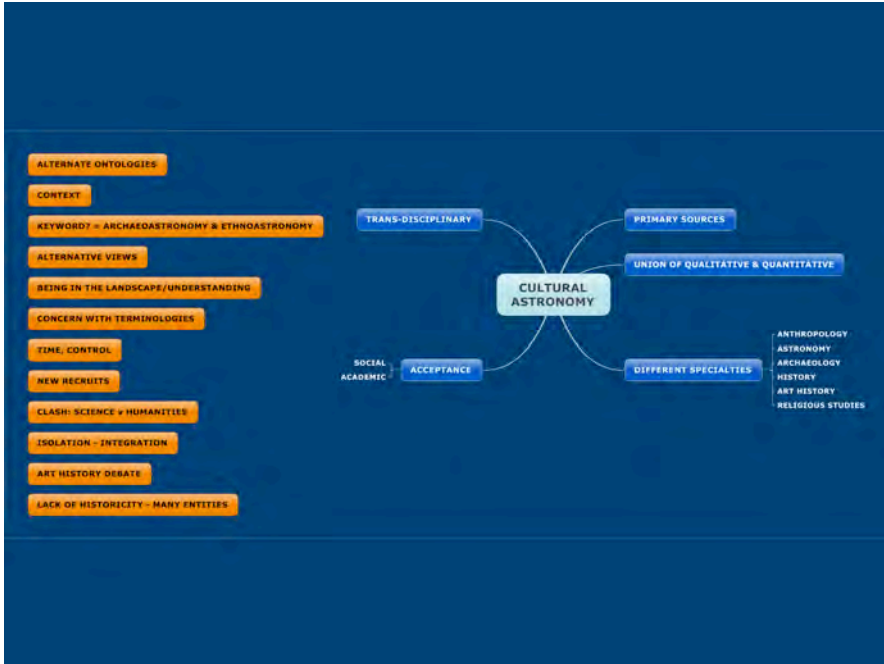 ALTERNATE ONTOLOGIES
CONTEXT
KEYWORD? = ARCHAEOASTRONOMY & ETHNOASTRONOMY
ALTERNATIVE VIEWS
BEING IN THE LANDSCAPE/UNDERSTANDING
CONCERN WITH TERMINOLOGIES
TIME, CONTROL
NEW RECRUITS
CLASH: SCIENCE v HUMANITIES
ISOLATION - INTEGRATION
ART HISTORY DEBATE
LACK OF HISTORICITY - MANY ENTITIES
TRANS-DISCIPLINARY
SOCIAL
ACADEMIC
ACCEPTANCE
CULTURAL
ASTRONOMY
PRIMARY SOURCES
UNION OF QUALITATIVE & QUANTITATIVE
DIFFERENT SPECIALTIES
ANTHROPOLOGY
ASTRONOMY
ARCHAEOLOGY
HISTORY
ART HISTORY
RELIGIOUS STUDIES